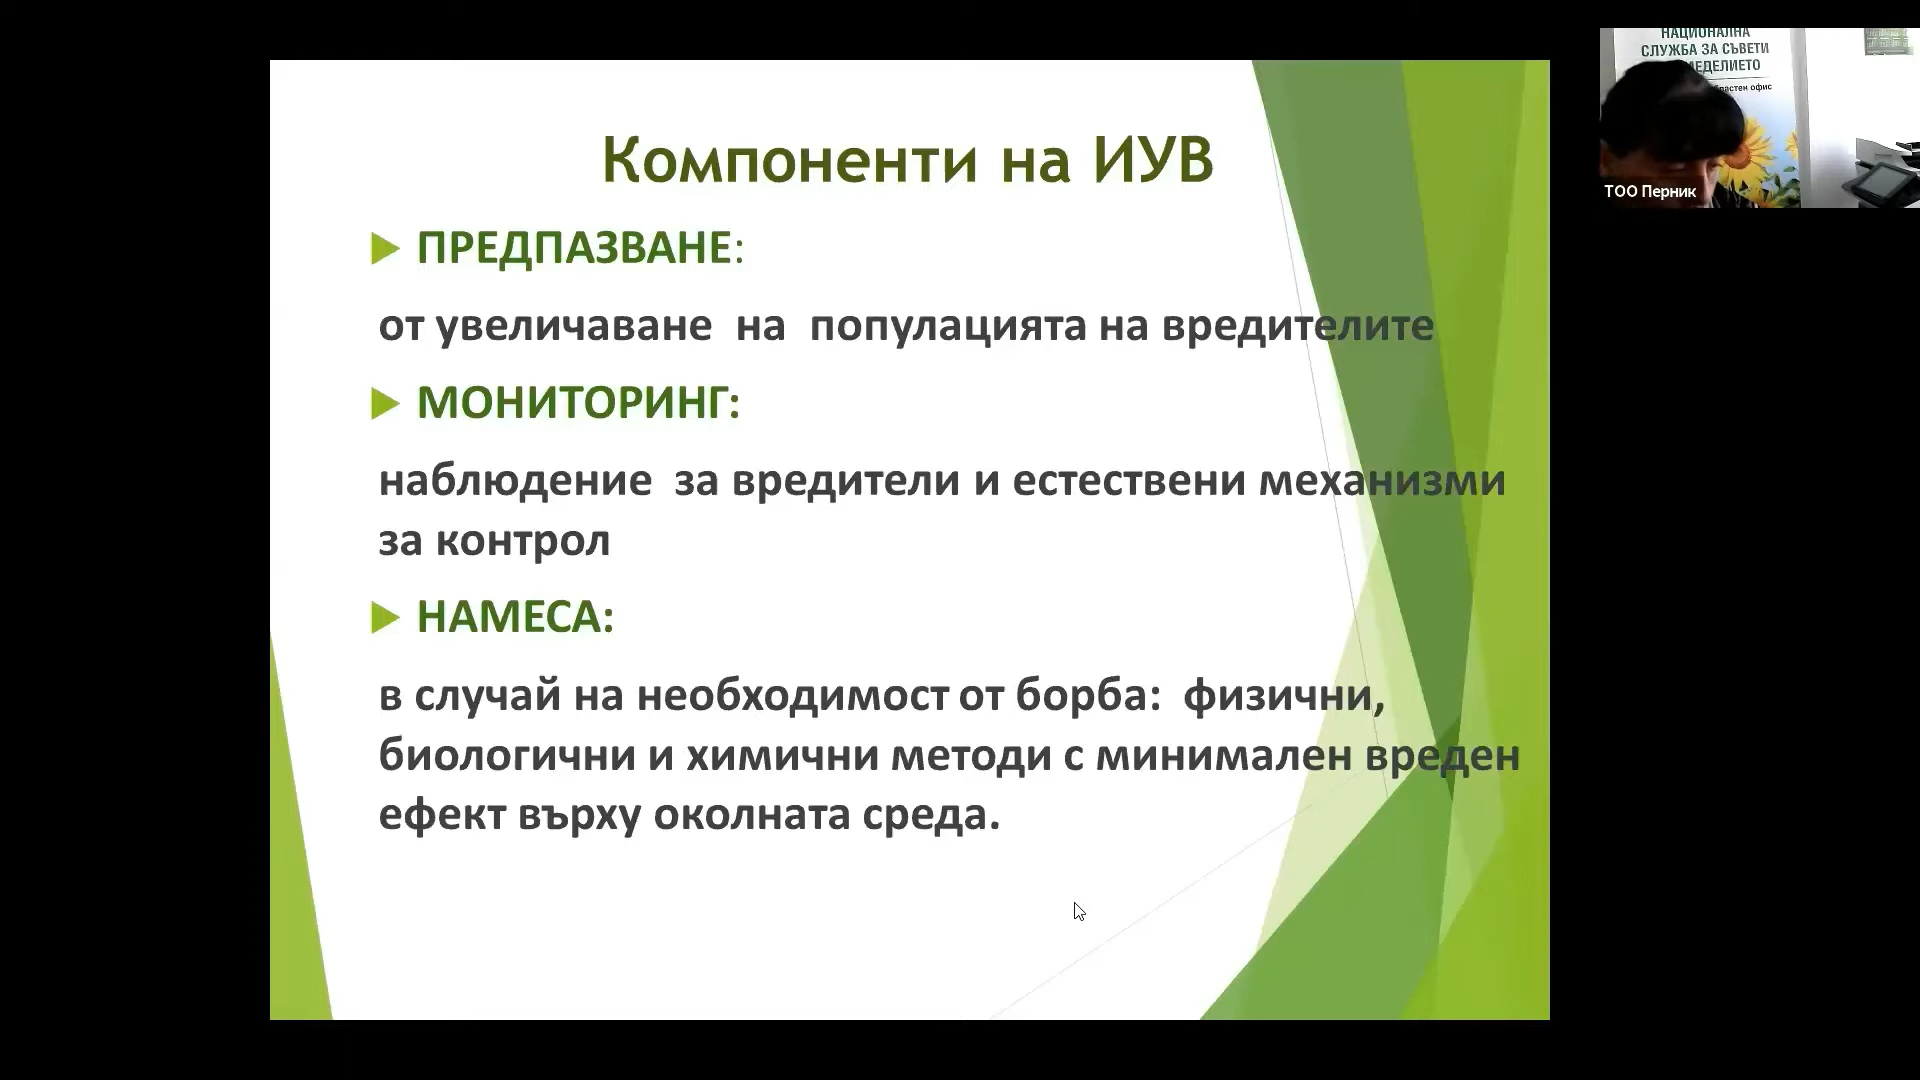 Компоненти на ИУВ
ПРЕДПАЗВАНЕ:
от увеличаване на популацията на вредителите
МОНИТОРИНГ:
наблюдение за вредители и естествени механизми
за контрол
НАМЕСА:
в случай на необходимост от борба: физични,
биологични и химични методи с минимален вреден
ефект върху околната среда.
НАЦИОНАЛНА
СЛУЖБА ЗА СЪВЕТИ
офис
ТОО Перник